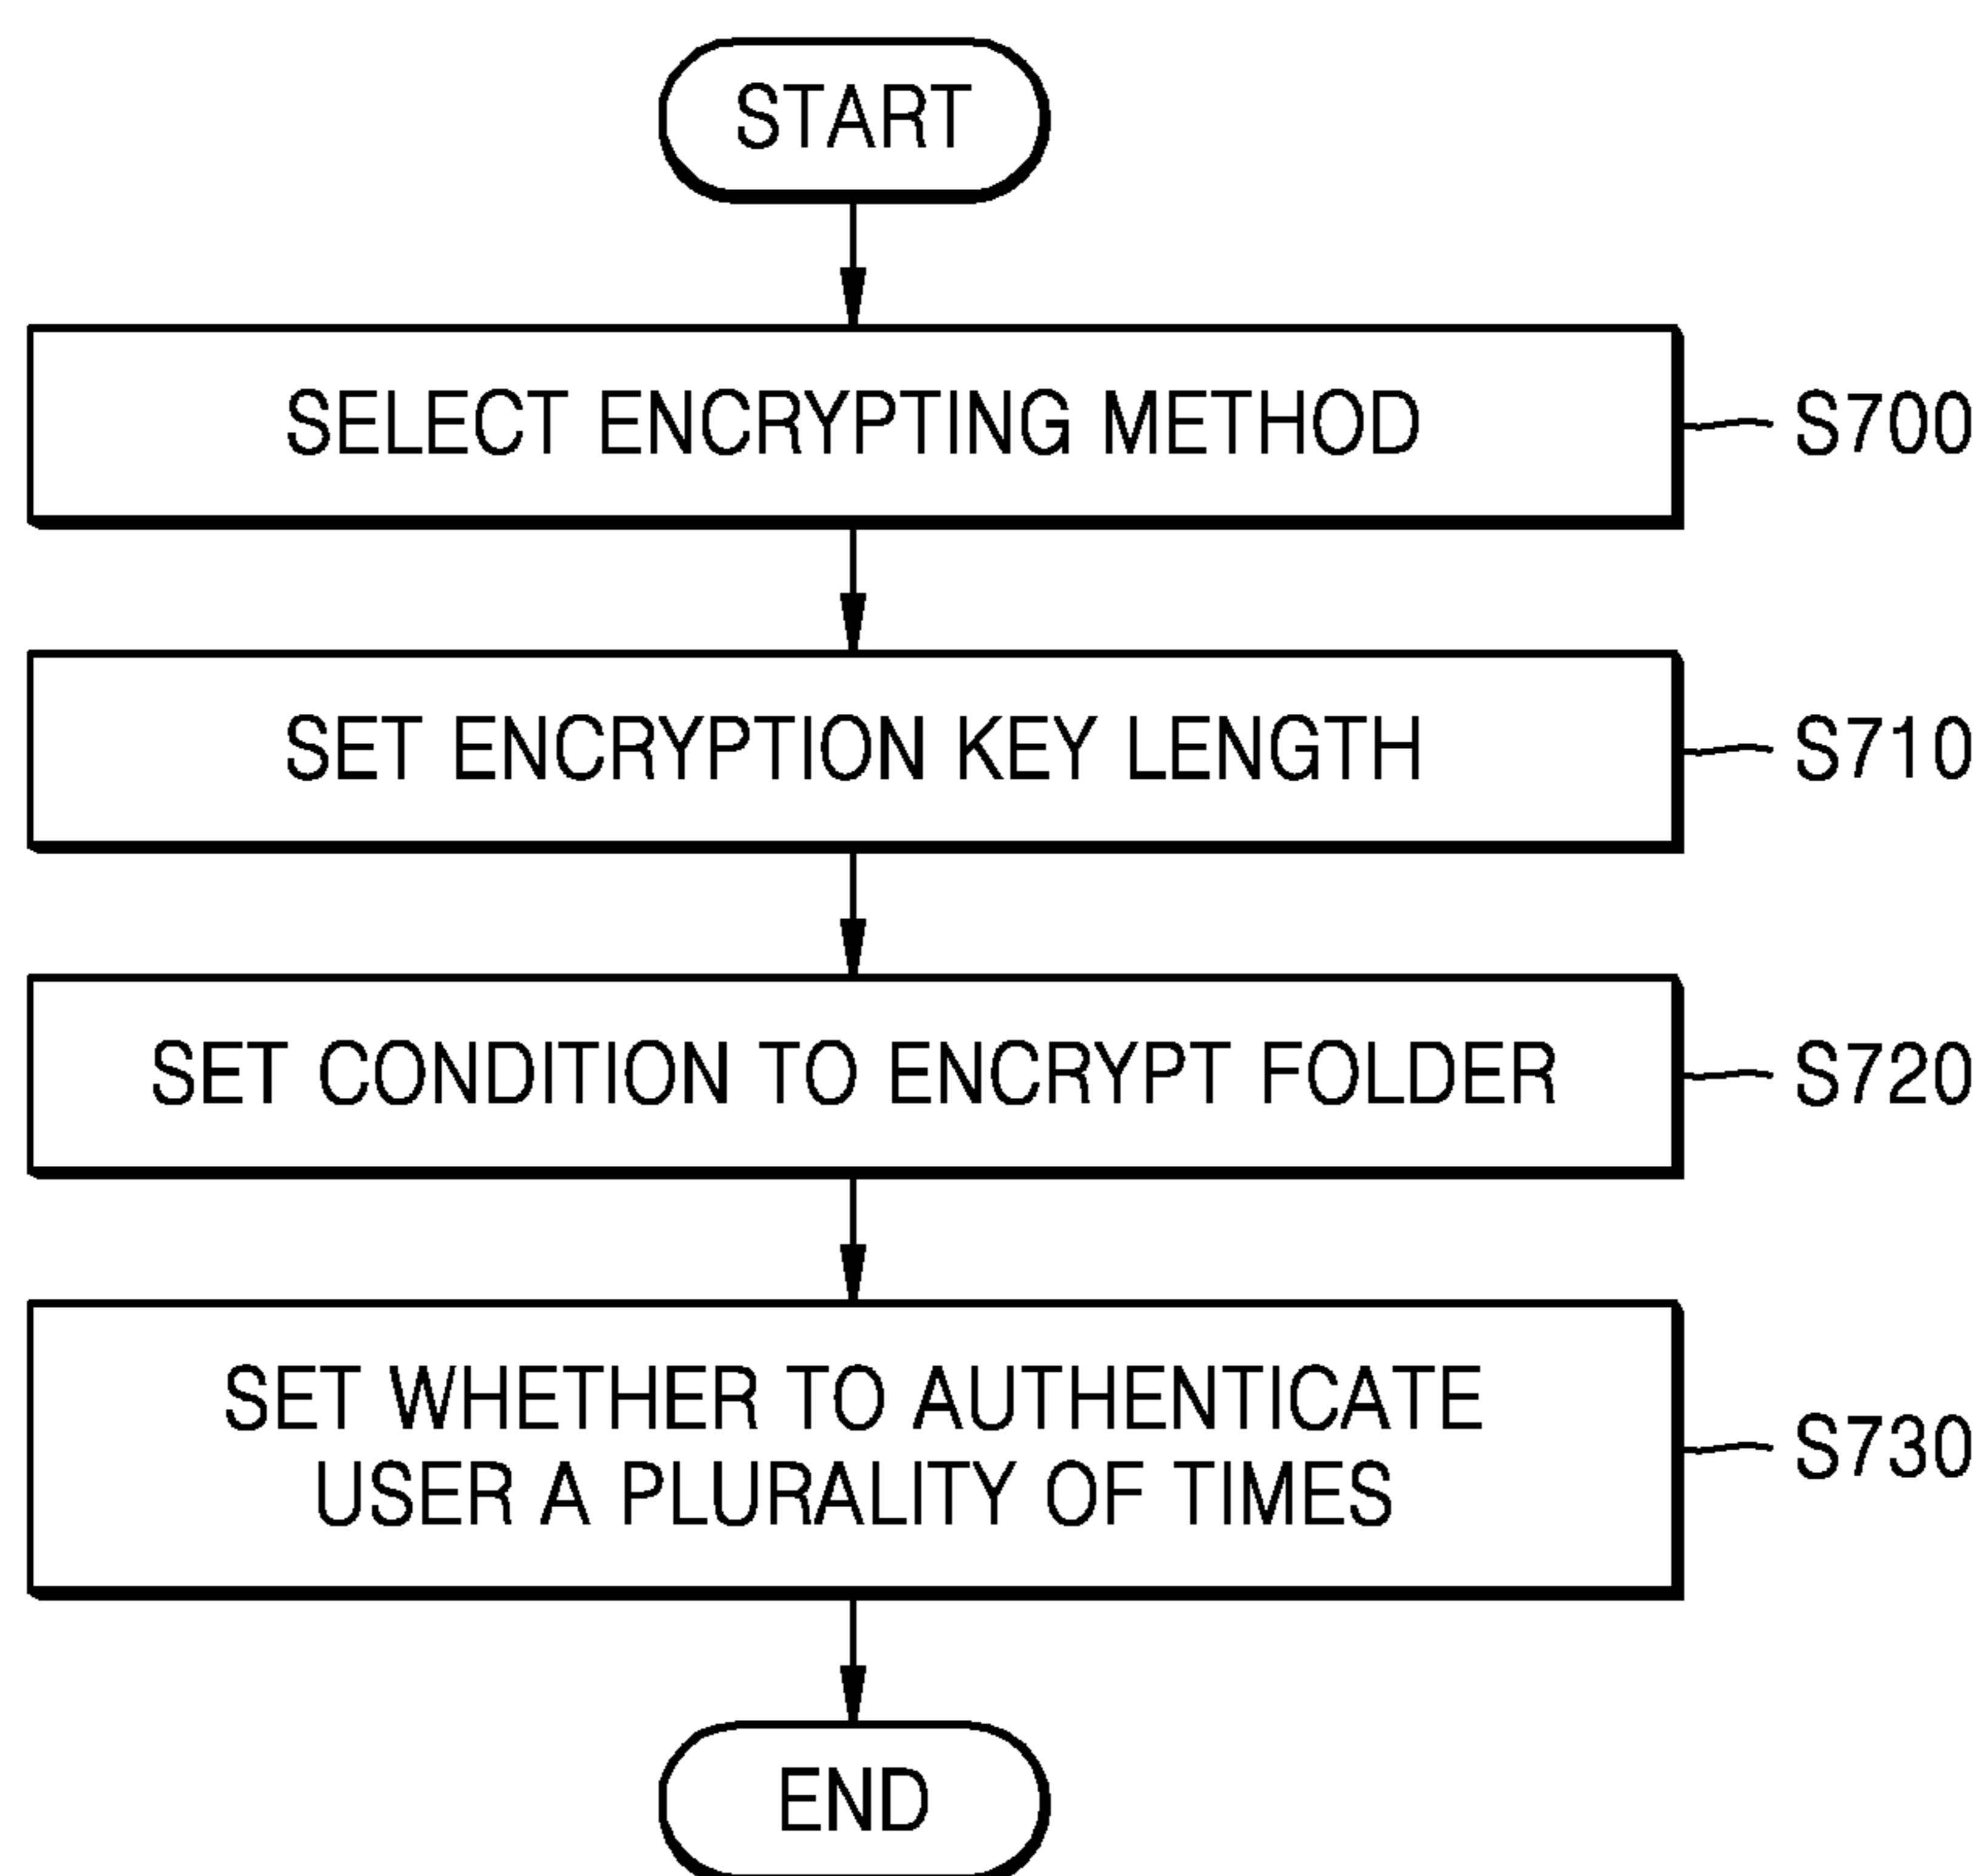 START
SELECT ENCRYPTING METHOD
S700
SET ENCRYPTION KEY LENGTH
S710
SET CONDITION TO ENCRYPT FOLDER
S720
SET WHETHER TO AUTHENTICATE
USER A PLURALITY OF TIMES
S730
END